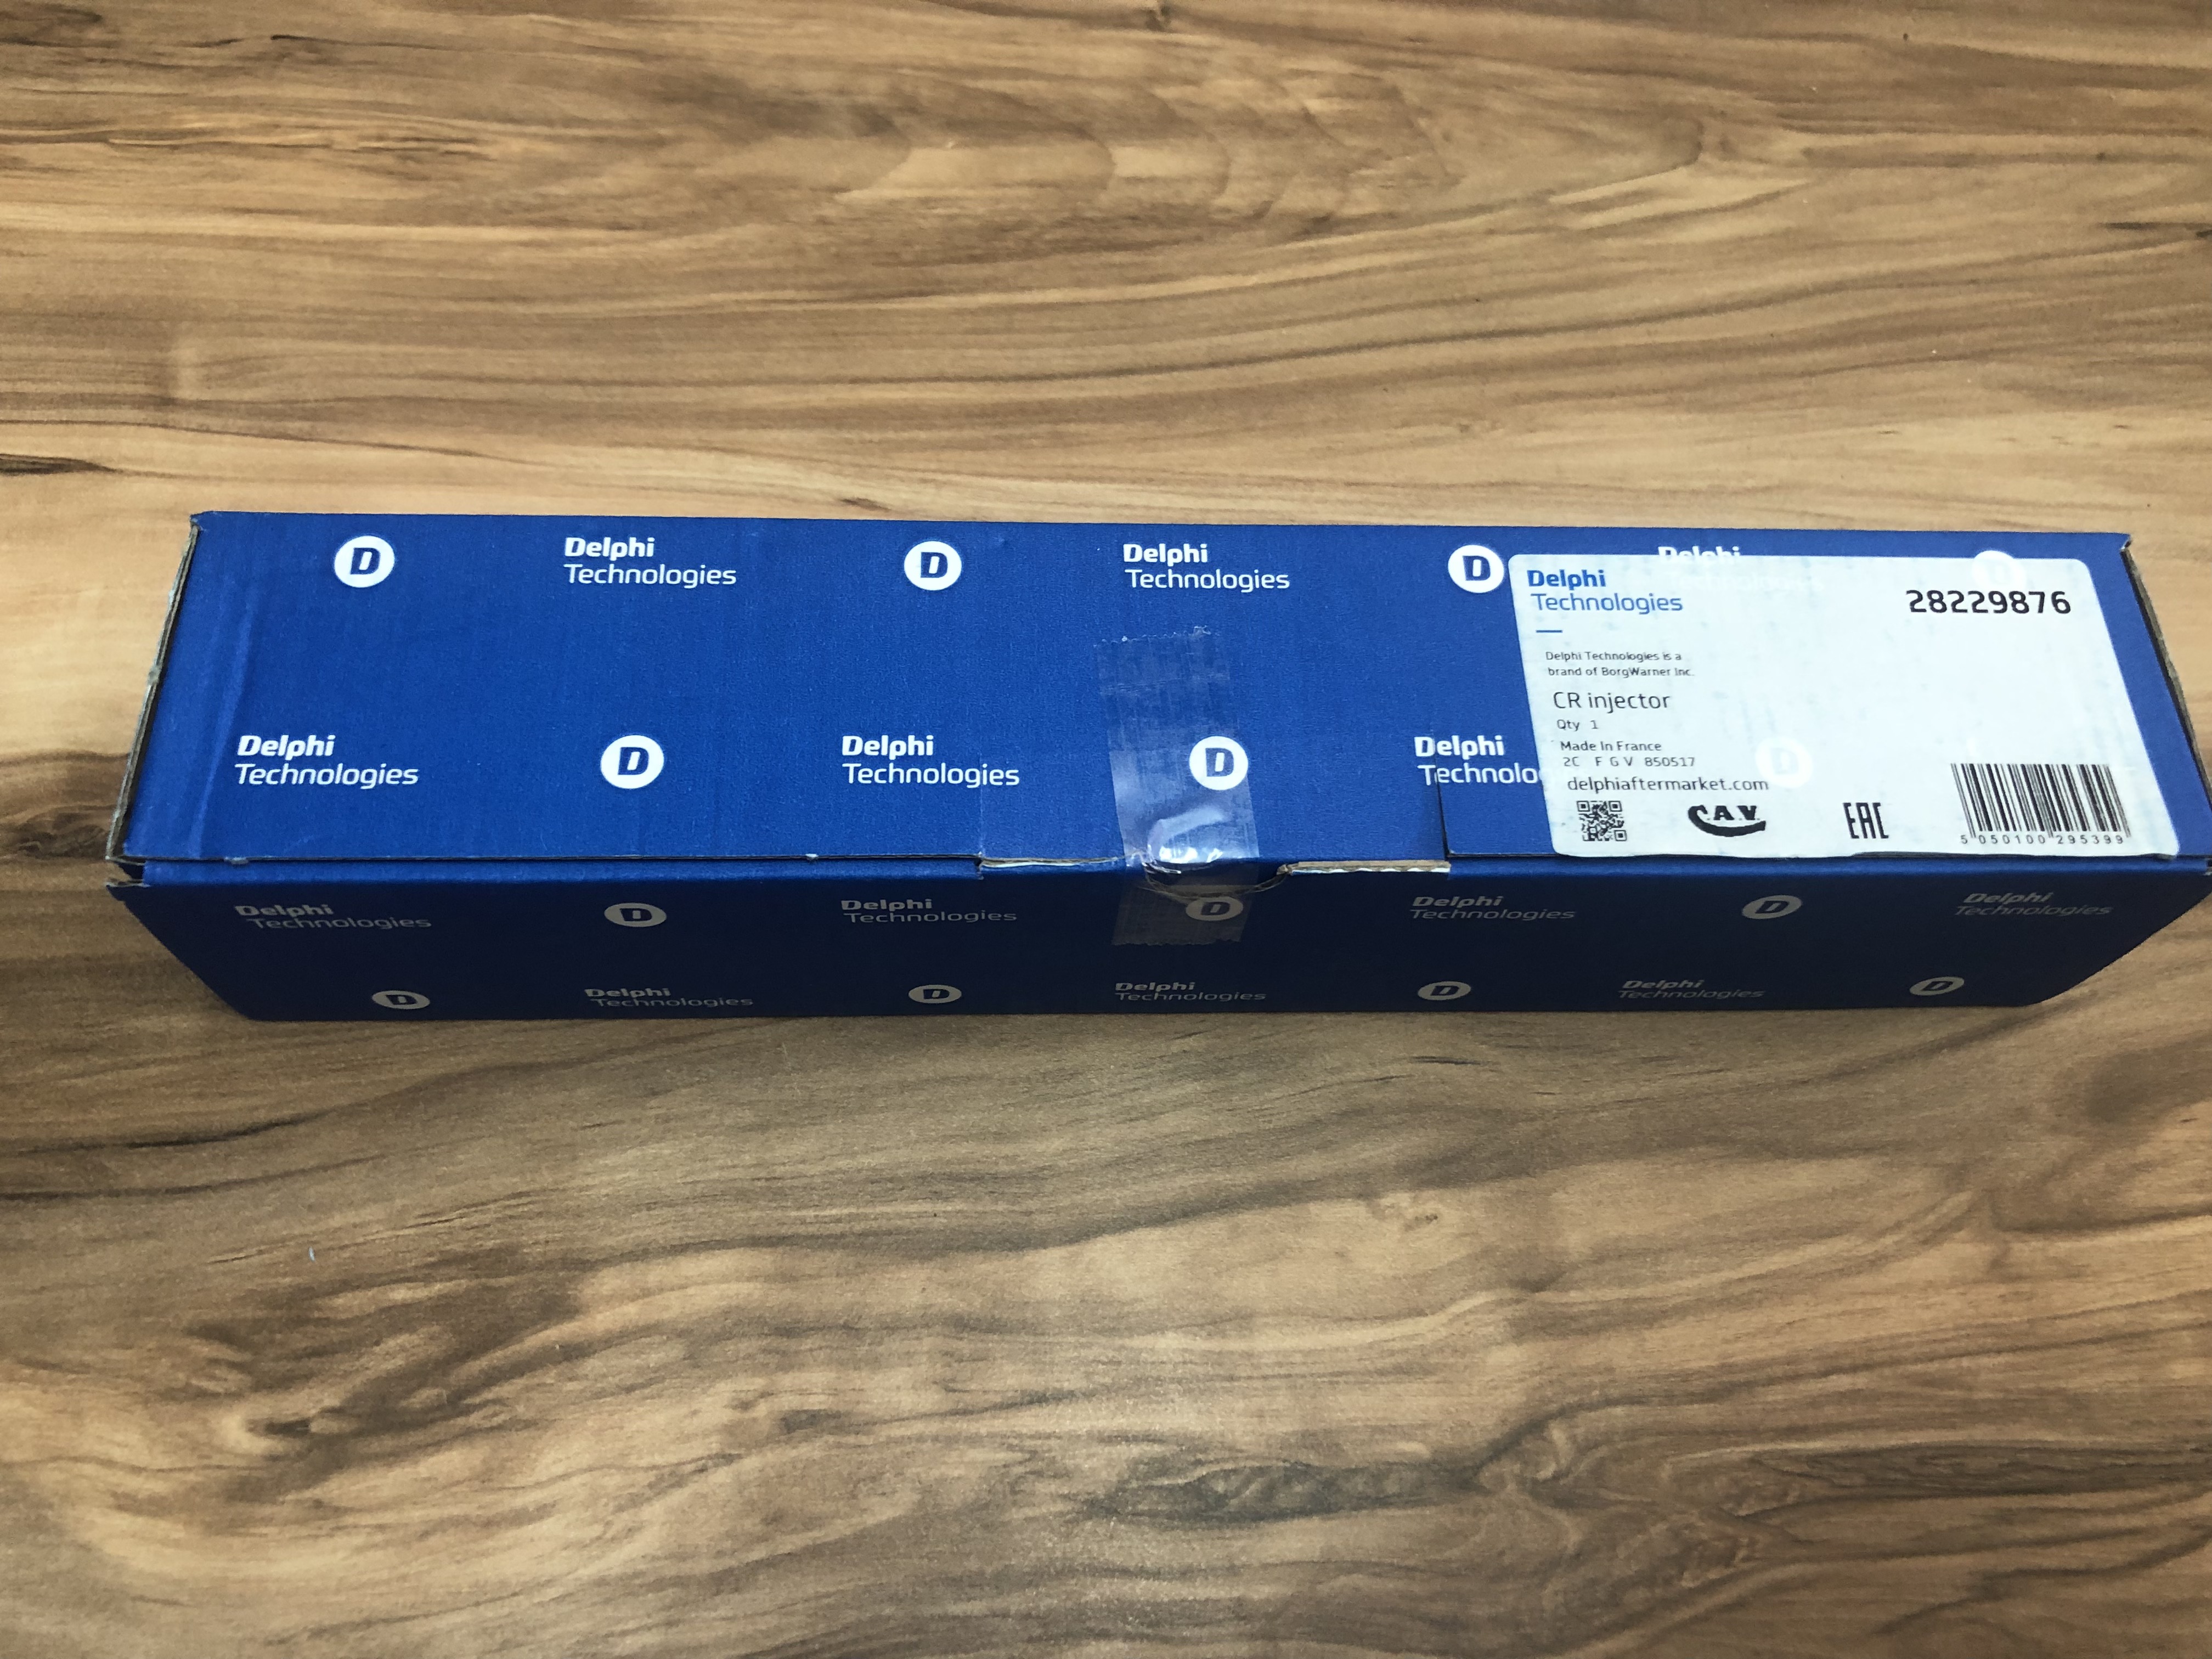 D
Delphi
Technologies
D
Delphi
Technologies
D
Delphi
Delphi
Technologies
28229876
Delphi Technologies is a
brand of BorgWarner Inc.
CR injector
Qty 1
Made In France
2C F G V 850517
delphiaftermarket.com
C.A.V.
EAC
5 050100 295399
Delphi
Technologies
D
Delphi
Technologies
D
Delphi
Technolo
D
Delphi
Technologies
D
Delphi
Technologies
D
Delphi
Technologies
D
Delphi
Technologies
D
Delphi
Technologies
D
Delphi
Technologies
D
Delphi
Technologies
D